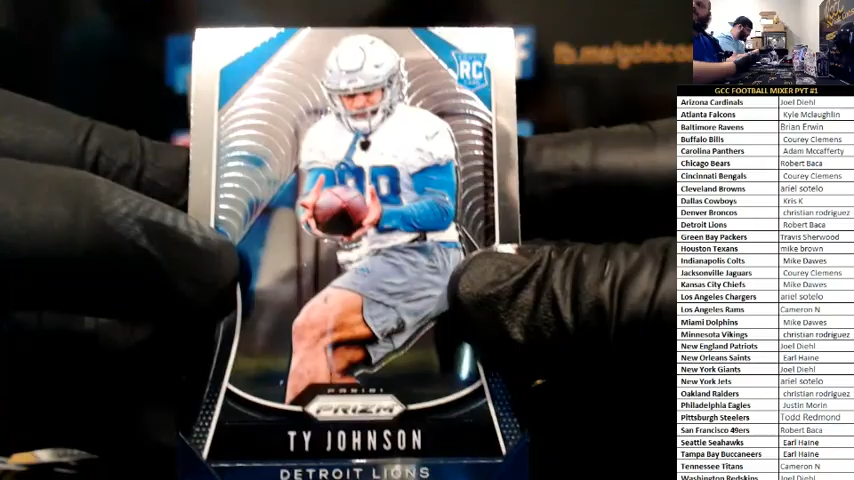 fb.me/goldco
RC
PANINI
PRIZM
TY JOHNSON
DETROIT LIONS
GCC FOOTBALL MIXER PYT #1
Arizona Cardinals Joel Diehl
Atlanta Falcons Kyle Mclaughlin
Baltimore Ravens Brian Erwin
Buffalo Bills Courey Clemens
Carolina Panthers Adam Mccafferty
Chicago Bears Robert Baca
Cincinnati Bengals Courey Clemens
Cleveland Browns ariel sotelo
Dallas Cowboys Kris K
Denver Broncos christian rodriguez
Detroit Lions Robert Baca
Green Bay Packers Travis Sherwood
Houston Texans mike brown
Indianapolis Colts Mike Dawes
Jacksonville Jaguars Courey Clemens
Kansas City Chiefs Mike Dawes
Los Angeles Chargers ariel sotelo
Los Angeles Rams Cameron N
Miami Dolphins Mike Dawes
Minnesota Vikings christian rodriguez
New England Patriots Joel Diehl
New Orleans Saints Earl Haine
New York Giants Joel Diehl
New York Jets ariel sotelo
Oakland Raiders christian rodriguez
Philadelphia Eagles Justin Morin
Pittsburgh Steelers Todd Redmond
San Francisco 49ers Robert Baca
Seattle Seahawks Earl Haine
Tampa Bay Buccaneers Earl Haine
Tennessee Titans Cameron N
Washington Redskins Joel Diehl